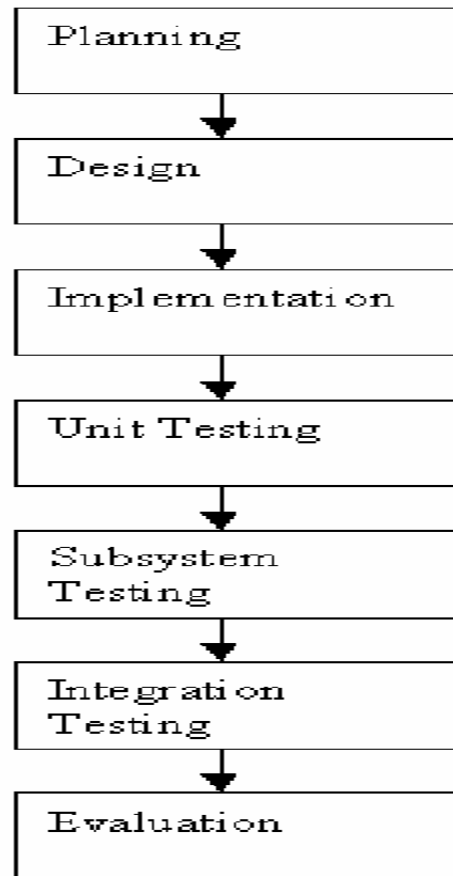 Planning
Design
Implementation
Unit Testing
Subsystem
Testing
Integration
Testing
Evaluation